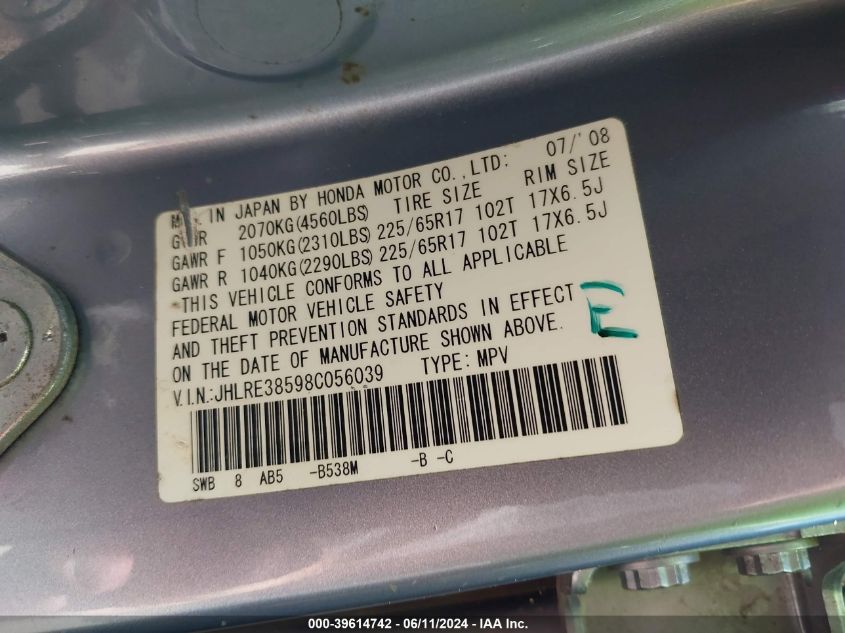 MFD. IN JAPAN BY HONDA MOTOR CO.,LTD: 07/'08
GVWR 2070KG(4560LBS) TIRE SIZE RIM SIZE
GAWR F 1050KG(2310LBS) 225/65R17 102T 17X6.5J
GAWR R 1040KG(2290LBS) 225/65R17 102T 17X6.5J
THIS VEHICLE CONFORMS TO ALL APPLICABLE
FEDERAL MOTOR VEHICLE SAFETY
AND THEFT PREVENTION STANDARDS IN EFFECT
ON THE DATE OF MANUFACTURE SHOWN ABOVE.
E
V.I.N:JHLRE38598C056039 TYPE: MPV
SWB 8 AB5 -B538M -B -C
000-39614742 - 06/11/2024 - IAA Inc.